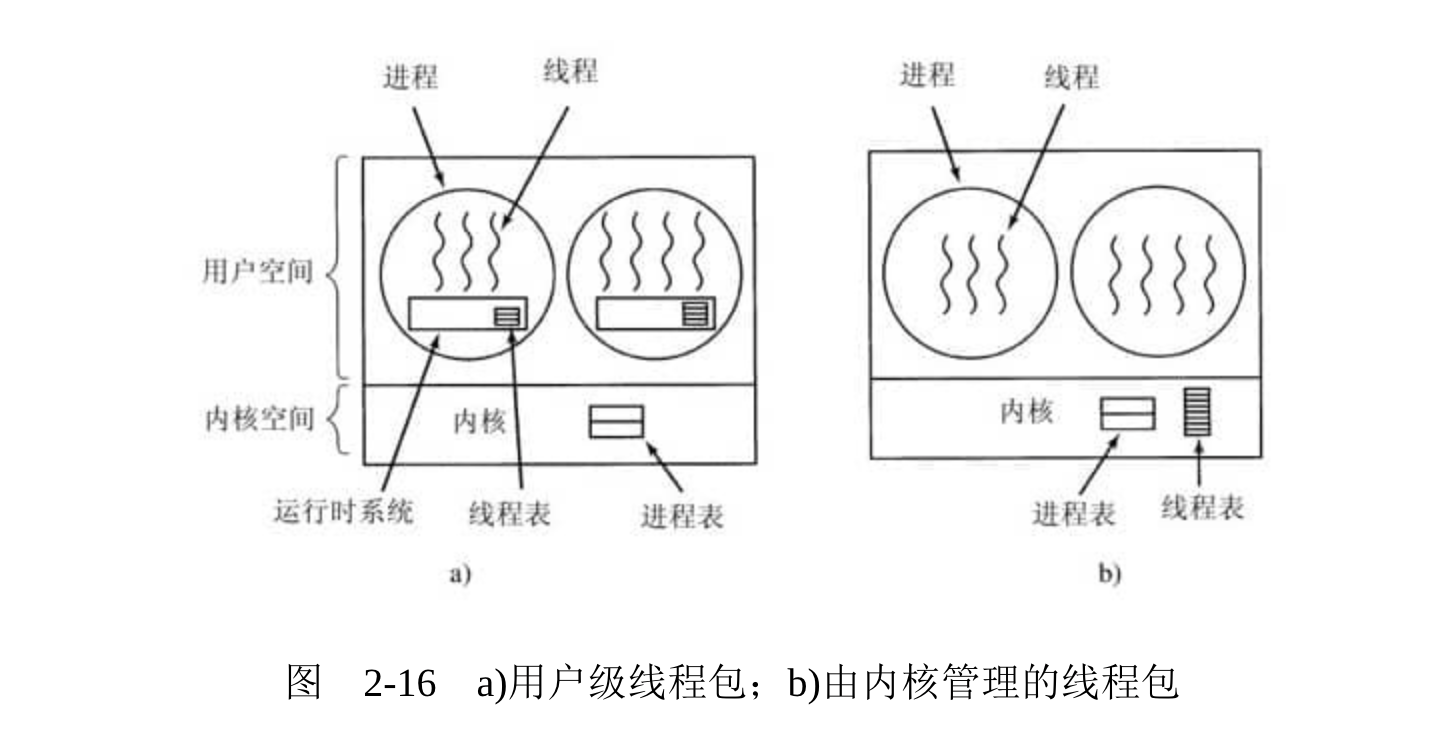 进程 线程 进程 线程
用户空间
内核空间 内核 内核
运行时系统 线程表 进程表 进程表 线程表
a) b)
图 2-16 a)用户级线程包；b)由内核管理的线程包